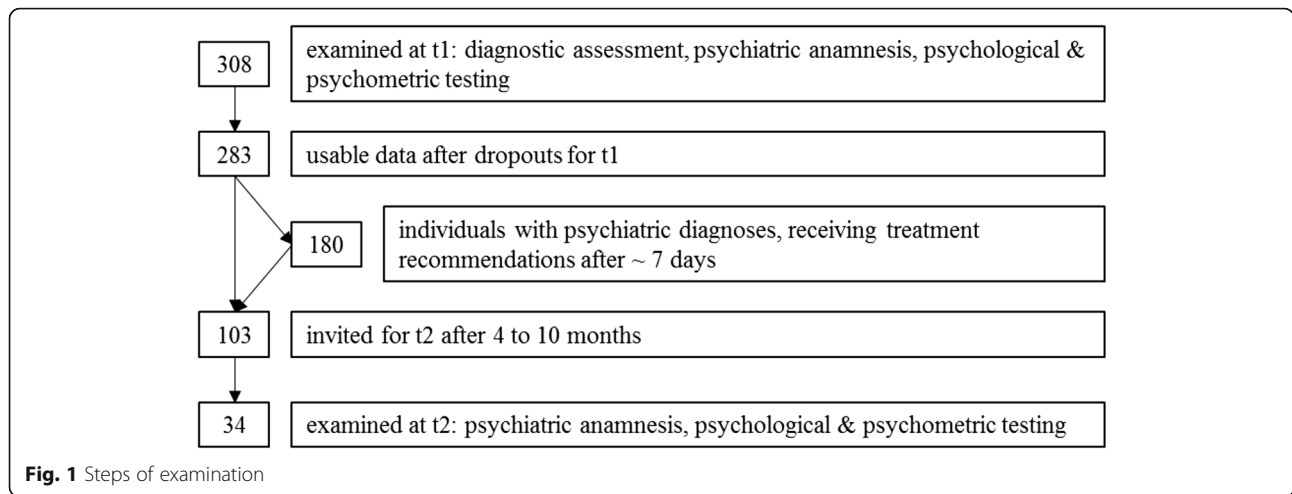 308
examined at t1: diagnostic assessment, psychiatric anamnesis, psychological &
psychometric testing
283
usable data after dropouts for t1
180
individuals with psychiatric diagnoses, receiving treatment
recommendations after ~ 7 days
103
invited for t2 after 4 to 10 months
34
examined at t2: psychiatric anamnesis, psychological & psychometric testing
Fig. 1 Steps of examination